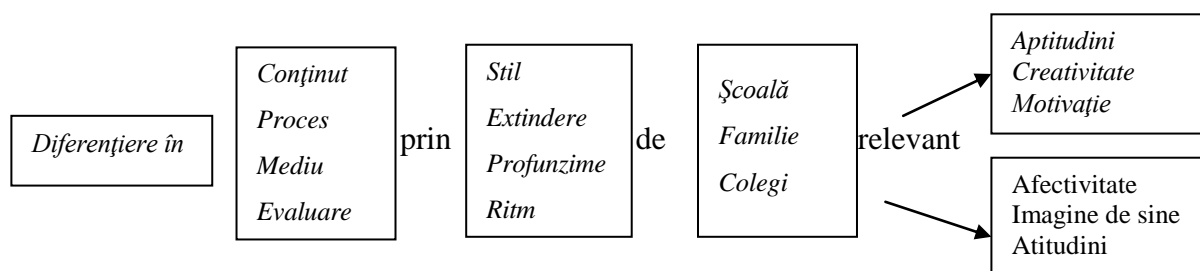 Diferenţiere în
Conţinut
Proces
Mediu
Evaluare
prin
Stil
Extindere
Profunzime
Ritm
de
Şcoală
Familie
Colegi
relevant
Aptitudini
Creativitate
Motivaţie
Afectivitate
Imagine de sine
Atitudini